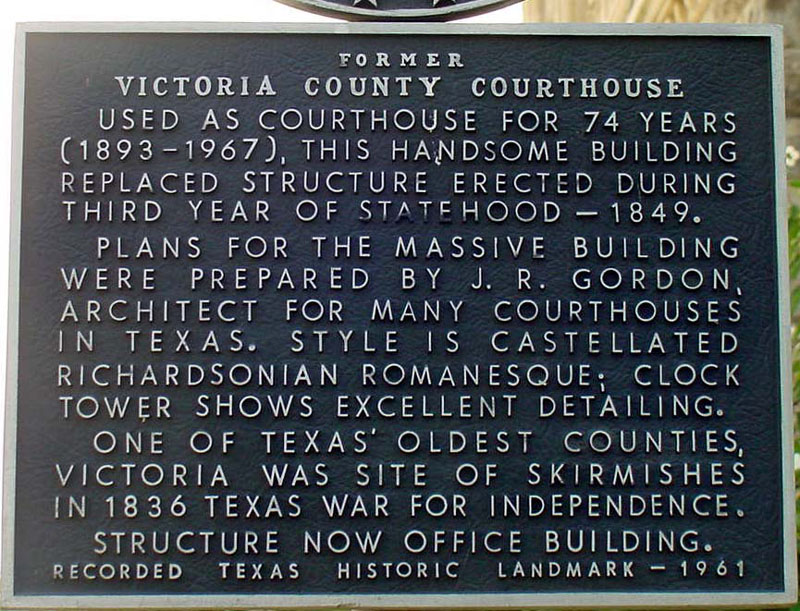 FORMER
VICTORIA COUNTY COURTHOUSE
USED AS COURTHOUSE FOR 74 YEARS
(1893–1967), THIS HANDSOME BUILDING
REPLACED STRUCTURE ERECTED DURING
THIRD YEAR OF STATEHOOD – 1849.
PLANS FOR THE MASSIVE BUILDING
WERE PREPARED BY J. R. GORDON,
ARCHITECT FOR MANY COURTHOUSES
IN TEXAS. STYLE IS CASTELLATED
RICHARDSONIAN ROMANESQUE; CLOCK
TOWER SHOWS EXCELLENT DETAILING.
ONE OF TEXAS' OLDEST COUNTIES,
VICTORIA WAS SITE OF SKIRMISHES
IN 1836 TEXAS WAR FOR INDEPENDENCE.
STRUCTURE NOW OFFICE BUILDING.
RECORDED TEXAS HISTORIC LANDMARK – 1961